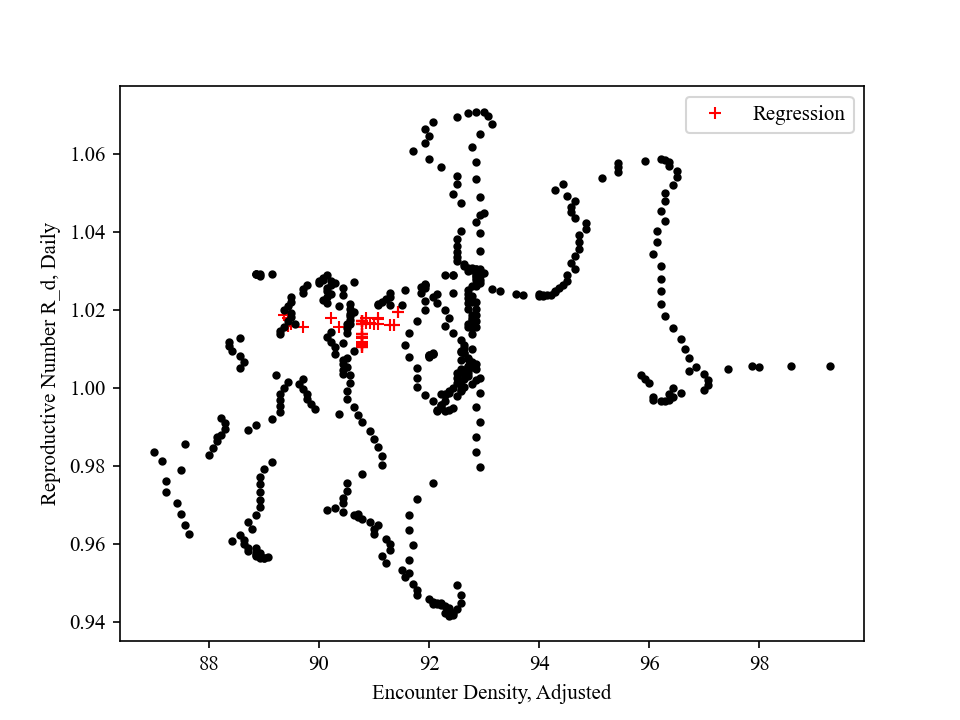 Regression
1.06
1.04
1.02
1.00
0.98
0.96
0.94
Reproductive Number R_d, Daily
88 90 92 94 96 98
Encounter Density, Adjusted